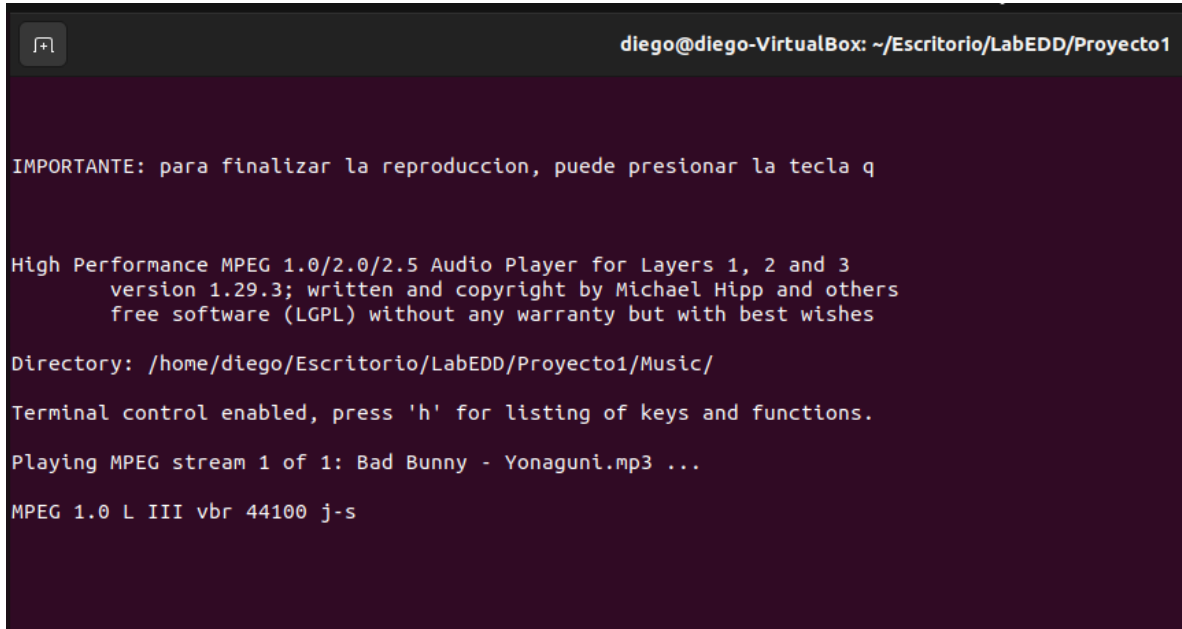 diego@diego-VirtualBox: ~/Escritorio/LabEDD/Proyecto1
IMPORTANTE: para finalizar la reproduccion, puede presionar la tecla q
High Performance MPEG 1.0/2.0/2.5 Audio Player for Layers 1, 2 and 3
version 1.29.3; written and copyright by Michael Hipp and others
free software (LGPL) without any warranty but with best wishes
Directory: /home/diego/Escritorio/LabEDD/Proyecto1/Music/
Terminal control enabled, press 'h' for listing of keys and functions.
Playing MPEG stream 1 of 1: Bad Bunny - Yonaguni.mp3 ...
MPEG 1.0 L III vbr 44100 j-s